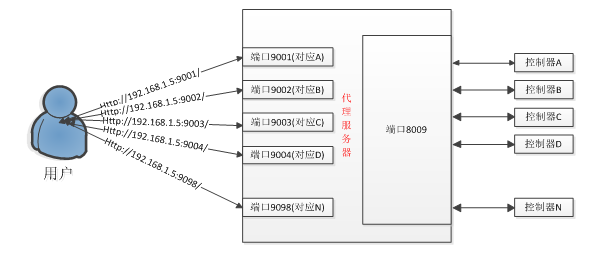 Http://192.168.1.5:9001/
Http://192.168.1.5:9002/
Http://192.168.1.5:9003/
Http://192.168.1.5:9004/
Http://192.168.1.5:9098/
用户
端口9001(对应A)
端口9002(对应B)
端口9003(对应C)
端口9004(对应D)
端口9098(对应N)
代理服务器
端口8009
控制器A
控制器B
控制器C
控制器D
控制器N